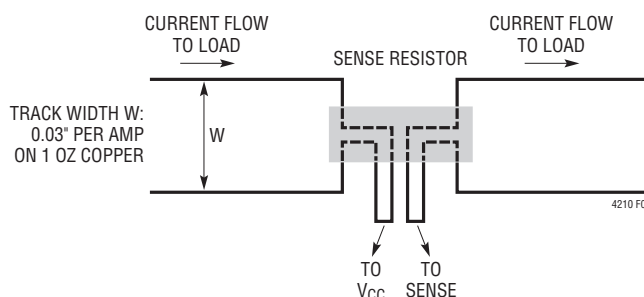 CURRENT FLOW
TO LOAD
SENSE RESISTOR
CURRENT FLOW
TO LOAD
TRACK WIDTH W:
0.03" PER AMP
ON 1 OZ COPPER
W
4210 F0
TO
VCC
TO
SENSE